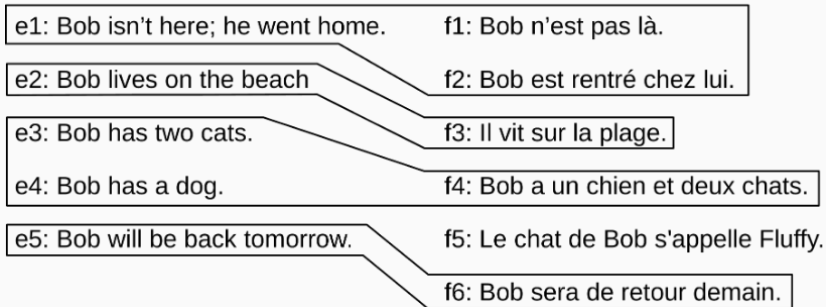 e1: Bob isn't here; he went home.
f1: Bob n'est pas là.
e2: Bob lives on the beach
f2: Bob est rentré chez lui.
e3: Bob has two cats.
f3: Il vit sur la plage.
e4: Bob has a dog.
f4: Bob a un chien et deux chats.
e5: Bob will be back tomorrow.
f5: Le chat de Bob s'appelle Fluffy.
f6: Bob sera de retour demain.